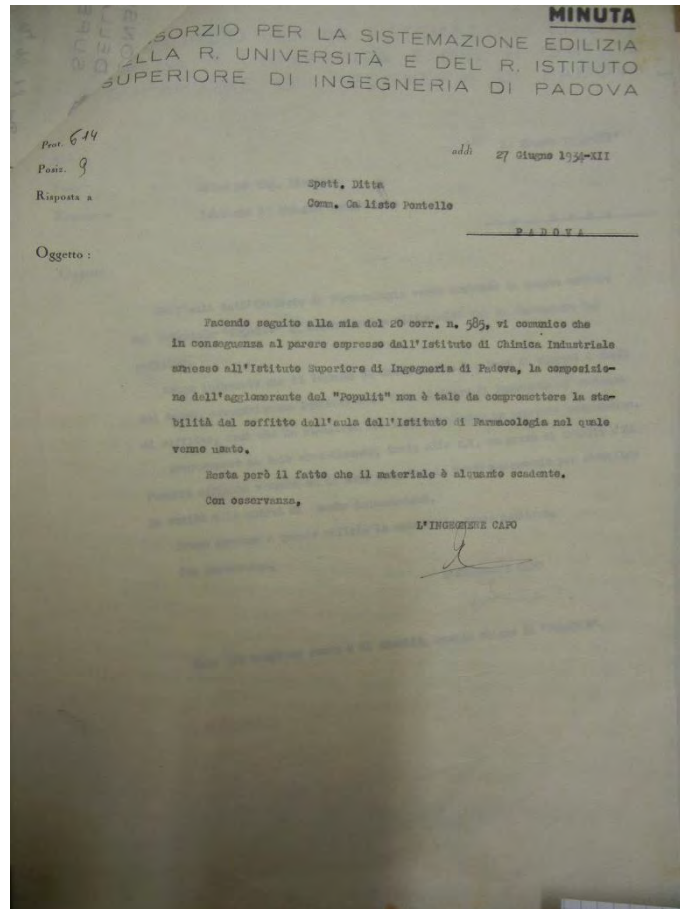 MINUTA
SORZIO PER LA SISTEMAZIONE EDILIZIA
ELLA R. UNIVERSITÀ E DEL R. ISTITUTO
SUPERIORE DI INGEGNERIA DI PADOVA
Prot. 614
Posiz. 9
addì 27 Giugno 1934-XII
Risposta a
Spett. Ditta
Comm. Calisto Pontello
PADOVA
Oggetto :
Facendo seguito alla mia del 20 corr. n. 585, vi comunico che
in conseguenza al parere espresso dall'Istituto di Chimica Industriale
annesso all'Istituto Superiore di Ingegneria di Padova, la composizio-
ne dell'agglomerante del "Populit" non è tale da compromettere la sta-
bilità del soffitto dell'aula dell'Istituto di Farmacologia nel quale
venne usato.
Resta però il fatto che il materiale è alquanto scadente.
Con osservanza,
L'INGEGNERE CAPO